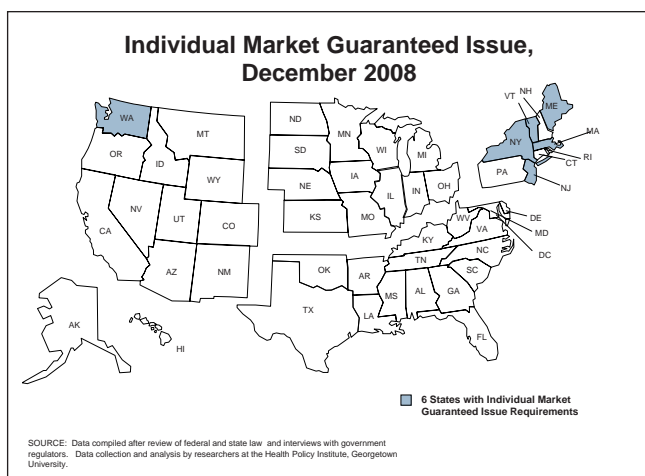 Individual Market Guaranteed Issue,
December 2008
WA
MT
ND
MN
VT
NH
ME
OR
ID
SD
WI
MI
NY
MA
WY
IA
PA
RI
CT
NJ
NE
IL
IN
OH
NV
UT
CO
KS
MO
WV
VA
DE
MD
DC
CA
KY
NC
AZ
NM
OK
AR
TN
SC
TX
LA
MS
AL
GA
AK
HI
FL
6 States with Individual Market
Guaranteed Issue Requirements
SOURCE: Data compiled after review of federal and state law and interviews with government
regulators. Data collection and analysis by researchers at the Health Policy Institute, Georgetown
University.